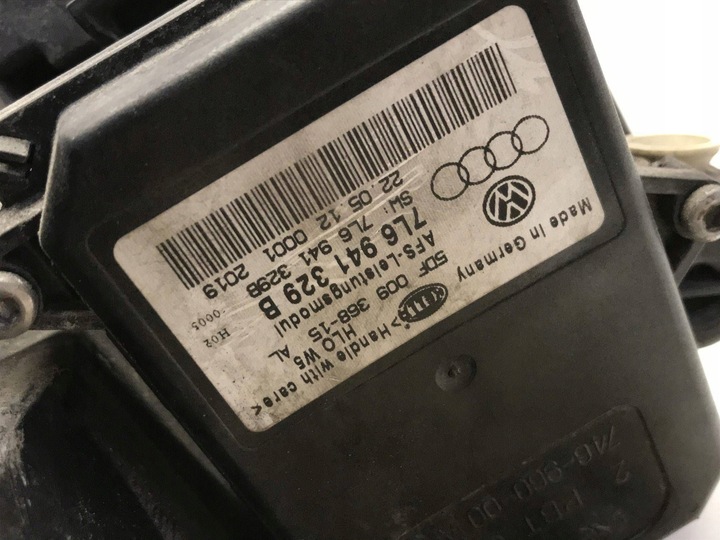 Made in Germany
5DF 009 368-15
HELLA
>Handle with care<
HLO W5 AL
AFS-Leistungsmodul
7L6 941 329 B
SW: 7L6 941 329B
H02
0005
22.05.12 0001 2019